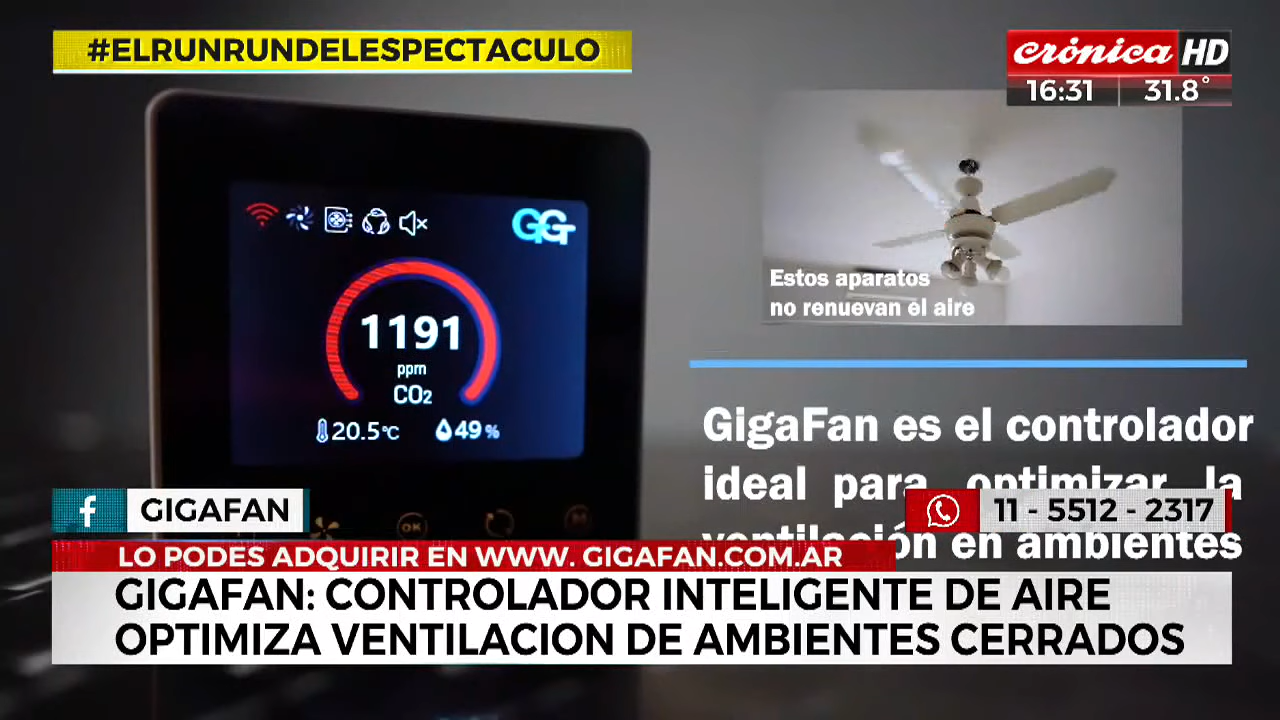 #ELRUNRUNDELESPECTACULO
crónica HD
16:31 31.8°
GG
1191
ppm
CO₂
20.5°C 49%
OK
Estos aparatos
no renuevan el aire
GigaFan es el controlador
ideal para optimizar la
ventilación en ambientes
GIGAFAN
11 - 5512 - 2317
LO PODES ADQUIRIR EN WWW. GIGAFAN.COM.AR
GIGAFAN: CONTROLADOR INTELIGENTE DE AIRE
OPTIMIZA VENTILACION DE AMBIENTES CERRADOS